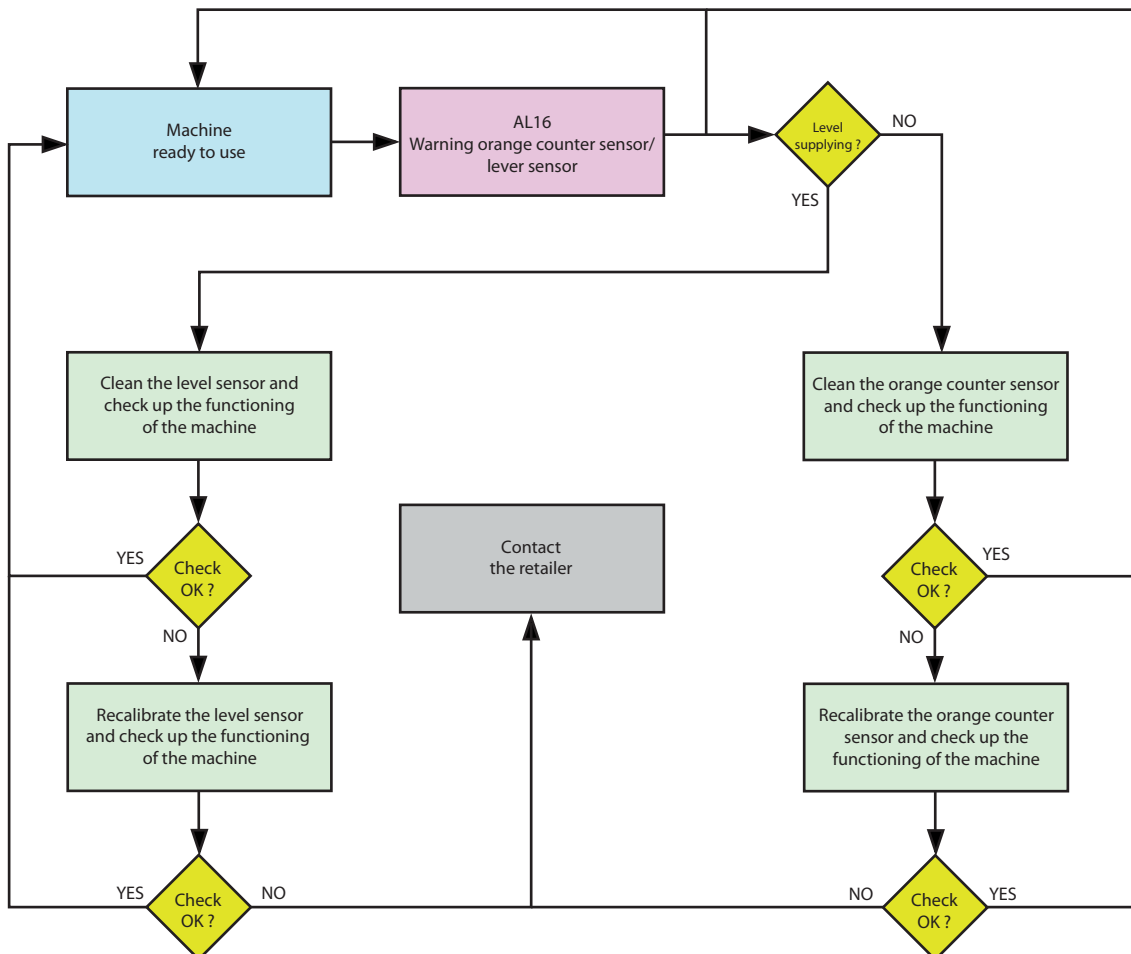 Machine
ready to use
AL16
Warning orange counter sensor/
lever sensor
Level
supplying ?
NO
YES
Clean the level sensor and
check up the functioning
of the machine
Clean the orange counter sensor
and check up the functioning
of the machine
YES
Check
OK ?
NO
Contact
the retailer
Check
OK ?
YES
NO
Recalibrate the level sensor
and check up the functioning
of the machine
Recalibrate the orange counter
sensor and check up the
functioning of the machine
YES
Check
OK ?
NO
NO
Check
OK ?
YES